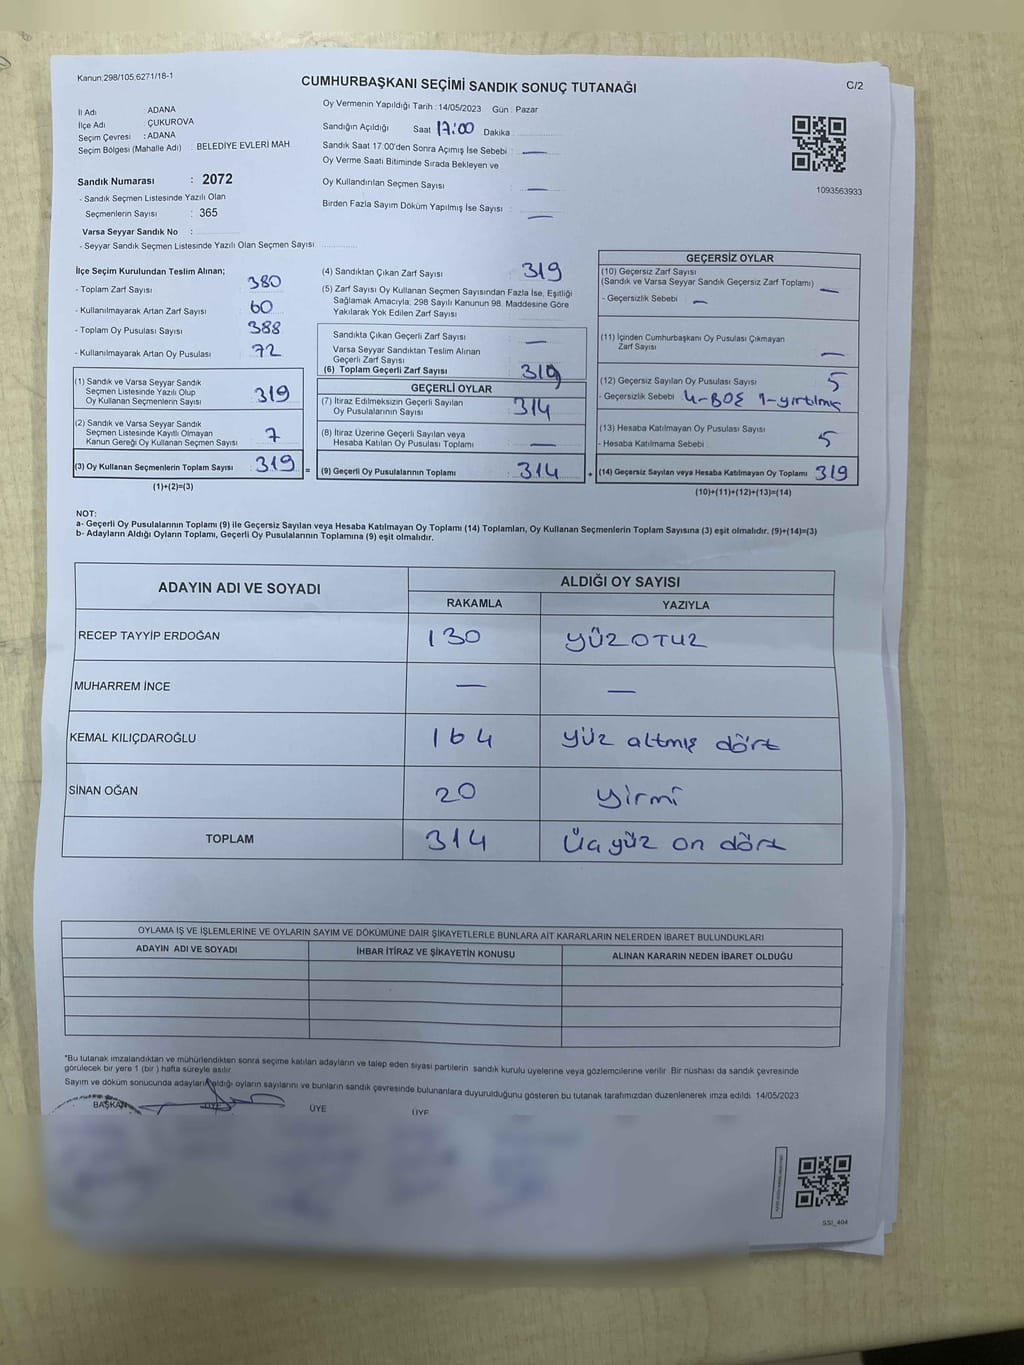 Kanun:298/105,6271/18-1
CUMHURBAŞKANI SEÇİMİ SANDIK SONUÇ TUTANAĞI
C/2
İl Adı : ADANA
İlçe Adı : ÇUKUROVA
Seçim Çevresi : ADANA
Seçim Bölgesi (Mahalle Adı) : BELEDİYE EVLERİ MAH.
Oy Vermenin Yapıldığı Tarih : 14/05/2023 Gün : Pazar
Sandığın Açıldığı Saat 17:00 Dakika :
Sandık Saat 17:00'den Sonra Açılmış İse Sebebi : —
Oy Verme Saati Bitiminde Sırada Bekleyen ve
Oy Kullandırılan Seçmen Sayısı : —
Birden Fazla Sayım Döküm Yapılmış İse Sayısı : —
1093563933
Sandık Numarası : 2072
- Sandık Seçmen Listesinde Yazılı Olan
Seçmenlerin Sayısı : 365
Varsa Seyyar Sandık No :
- Seyyar Sandık Seçmen Listesinde Yazılı Olan Seçmen Sayısı :
İlçe Seçim Kurulundan Teslim Alınan;
- Toplam Zarf Sayısı : 380
- Kullanılmayarak Artan Zarf Sayısı : 60
- Toplam Oy Pusulası Sayısı : 388
- Kullanılmayarak Artan Oy Pusulası : 72
(1) Sandık ve Varsa Seyyar Sandık
Seçmen Listesinde Yazılı Olup
Oy Kullanan Seçmenlerin Sayısı : 319
(2) Sandık ve Varsa Seyyar Sandık
Seçmen Listesinde Kayıtlı Olmayan
Kanun Gereği Oy Kullanan Seçmen Sayısı : 7
(3) Oy Kullanan Seçmenlerin Toplam Sayısı : 319 =
(1)+(2)=(3)
(4) Sandıktan Çıkan Zarf Sayısı : 319
(5) Zarf Sayısı Oy Kullanan Seçmen Sayısından Fazla İse, Eşitliği
Sağlamak Amacıyla; 298 Sayılı Kanunun 98. Maddesine Göre
Yakılarak Yok Edilen Zarf Sayısı :
Sandıkta Çıkan Geçerli Zarf Sayısı : —
Varsa Seyyar Sandıktan Teslim Alınan
Geçerli Zarf Sayısı : —
(6) Toplam Geçerli Zarf Sayısı : 319
GEÇERLİ OYLAR
(7) İtiraz Edilmeksizin Geçerli Sayılan
Oy Pusulalarının Sayısı : 314
(8) İtiraz Üzerine Geçerli Sayılan veya
Hesaba Katılan Oy Pusulası Toplamı : —
(9) Geçerli Oy Pusulalarının Toplamı : 314 +
GEÇERSİZ OYLAR
(10) Geçersiz Zarf Sayısı
(Sandık ve Varsa Seyyar Sandık Geçersiz Zarf Toplamı) : —
- Geçersizlik Sebebi : —
(11) İçinden Cumhurbaşkanı Oy Pusulası Çıkmayan
Zarf Sayısı : —
(12) Geçersiz Sayılan Oy Pusulası Sayısı : 5
- Geçersizlik Sebebi : 4-BOŞ 1-yırtılmış
(13) Hesaba Katılmayan Oy Pusulası Sayısı : 5
- Hesaba Katılmama Sebebi :
(14) Geçersiz Sayılan veya Hesaba Katılmayan Oy Toplamı : 319
(10)+(11)+(12)+(13)=(14)
NOT:
a- Geçerli Oy Pusulalarının Toplamı (9) ile Geçersiz Sayılan veya Hesaba Katılmayan Oy Toplamı (14) Toplamları, Oy Kullanan Seçmenlerin Toplam Sayısına (3) eşit olmalıdır. (9)+(14)=(3)
b- Adayların Aldığı Oyların Toplamı, Geçerli Oy Pusulalarının Toplamına (9) eşit olmalıdır.
ADAYIN ADI VE SOYADI
ALDIĞI OY SAYISI
RAKAMLA YAZIYLA
RECEP TAYYİP ERDOĞAN 130 yüz OTUZ
MUHARREM İNCE — —
KEMAL KILIÇDAROĞLU 164 yüz altmış dört
SİNAN OĞAN 20 yirmi
TOPLAM 314 Üç yüz on dört
OYLAMA İŞ VE İŞLEMLERİNE VE OYLARIN SAYIM VE DÖKÜMÜNE DAİR ŞİKAYETLERLE BUNLARA AİT KARARLARIN NELERDEN İBARET BULUNDUKLARI
ADAYIN ADI VE SOYADI İHBAR İTİRAZ VE ŞİKAYETİN KONUSU ALINAN KARARIN NEDEN İBARET OLDUĞU
*Bu tutanak imzalandıktan ve mühürlendikten sonra seçime katılan adayların ve talep eden siyasi partilerin sandık kurulu üyelerine veya gözlemcilerine verilir. Bir nüshası da sandık çevresinde
görülecek bir yere 1 (bir) hafta süreyle asılır.
Sayım ve döküm sonucunda adayların aldığı oyların sayılarını ve bunların sandık çevresinde bulunanlara duyurulduğunu gösteren bu tutanak tarafımızdan düzenlenerek imza edildi. 14/05/2023
BAŞKAN ÜYE ÜYE ÜYE
SSI_404